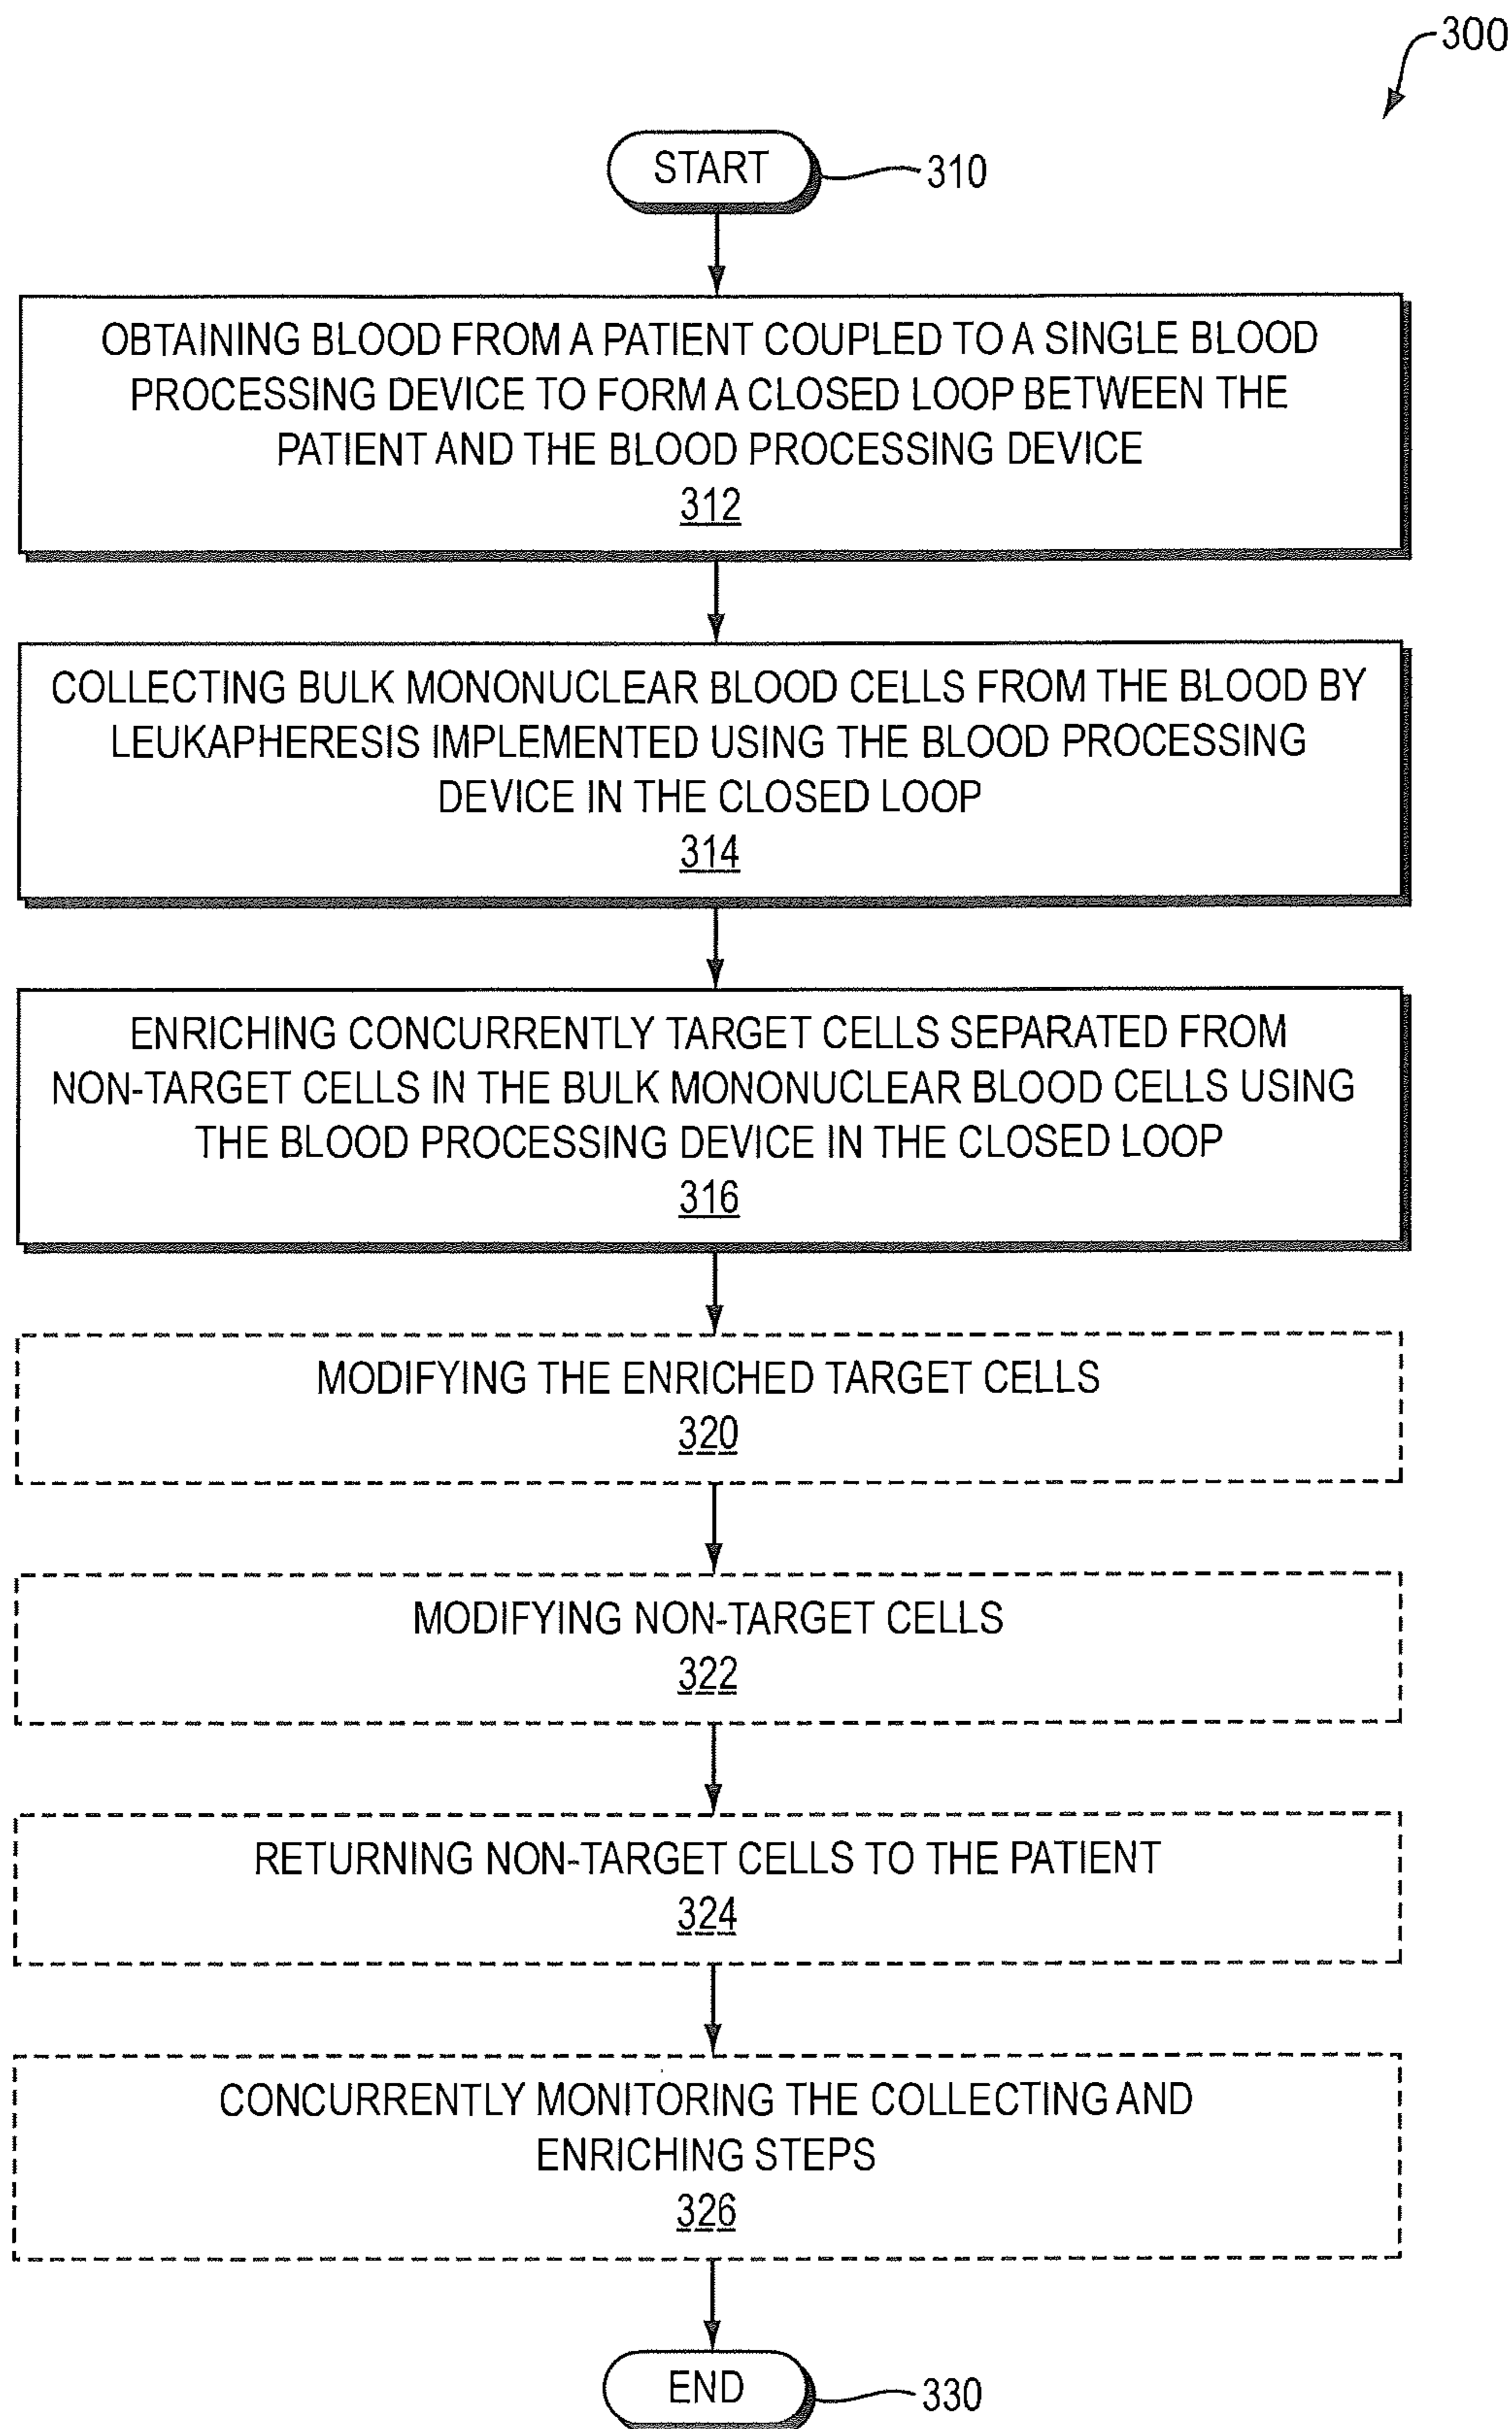 300
START
310
OBTAINING BLOOD FROM A PATIENT COUPLED TO A SINGLE BLOOD
PROCESSING DEVICE TO FORM A CLOSED LOOP BETWEEN THE
PATIENT AND THE BLOOD PROCESSING DEVICE
312
COLLECTING BULK MONONUCLEAR BLOOD CELLS FROM THE BLOOD BY
LEUKAPHERESIS IMPLEMENTED USING THE BLOOD PROCESSING
DEVICE IN THE CLOSED LOOP
314
ENRICHING CONCURRENTLY TARGET CELLS SEPARATED FROM
NON-TARGET CELLS IN THE BULK MONONUCLEAR BLOOD CELLS USING
THE BLOOD PROCESSING DEVICE IN THE CLOSED LOOP
316
MODIFYING THE ENRICHED TARGET CELLS
320
MODIFYING NON-TARGET CELLS
322
RETURNING NON-TARGET CELLS TO THE PATIENT
324
CONCURRENTLY MONITORING THE COLLECTING AND
ENRICHING STEPS
326
END
330